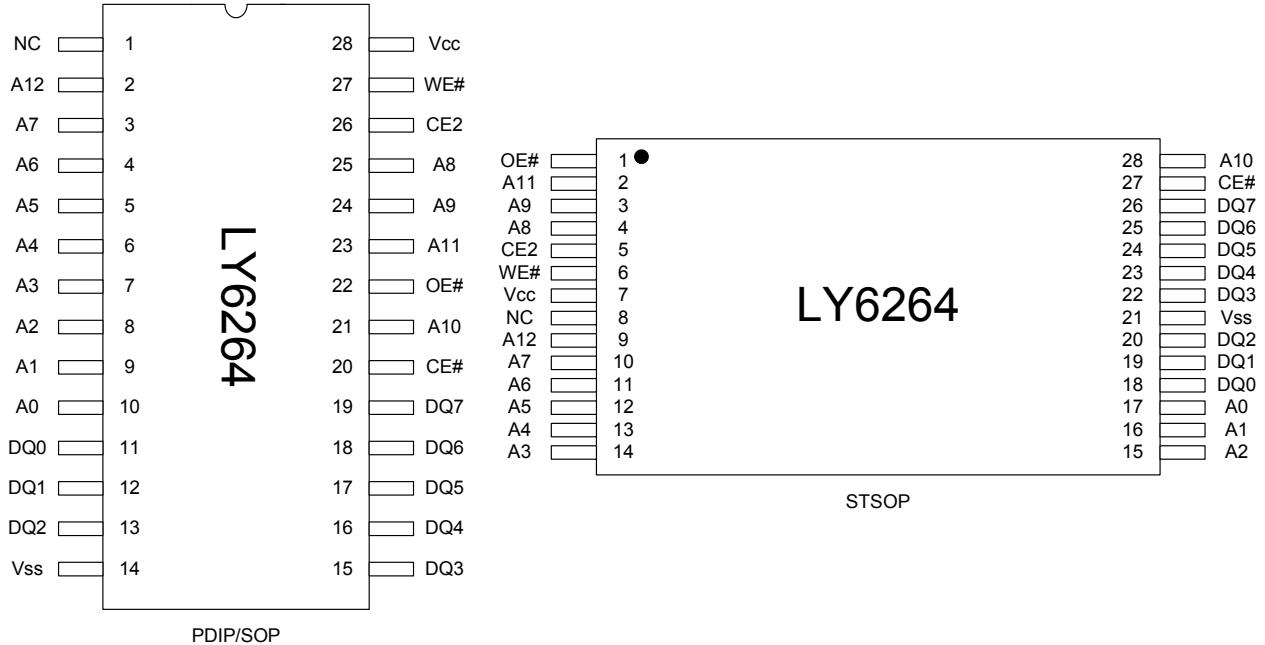 NC 1 28 Vcc
A12 2 27 WE#
A7 3 26 CE2
A6 4 25 A8
A5 5 24 A9
A4 6 23 A11
A3 7 22 OE#
A2 8 21 A10
A1 9 20 CE#
A0 10 19 DQ7
DQ0 11 18 DQ6
DQ1 12 17 DQ5
DQ2 13 16 DQ4
Vss 14 15 DQ3
LY6264
PDIP/SOP
OE# 1 28 A10
A11 2 27 CE#
A9 3 26 DQ7
A8 4 25 DQ6
CE2 5 24 DQ5
WE# 6 23 DQ4
Vcc 7 22 DQ3
NC 8 21 Vss
A12 9 20 DQ2
A7 10 19 DQ1
A6 11 18 DQ0
A5 12 17 A0
A4 13 16 A1
A3 14 15 A2
LY6264
STSOP